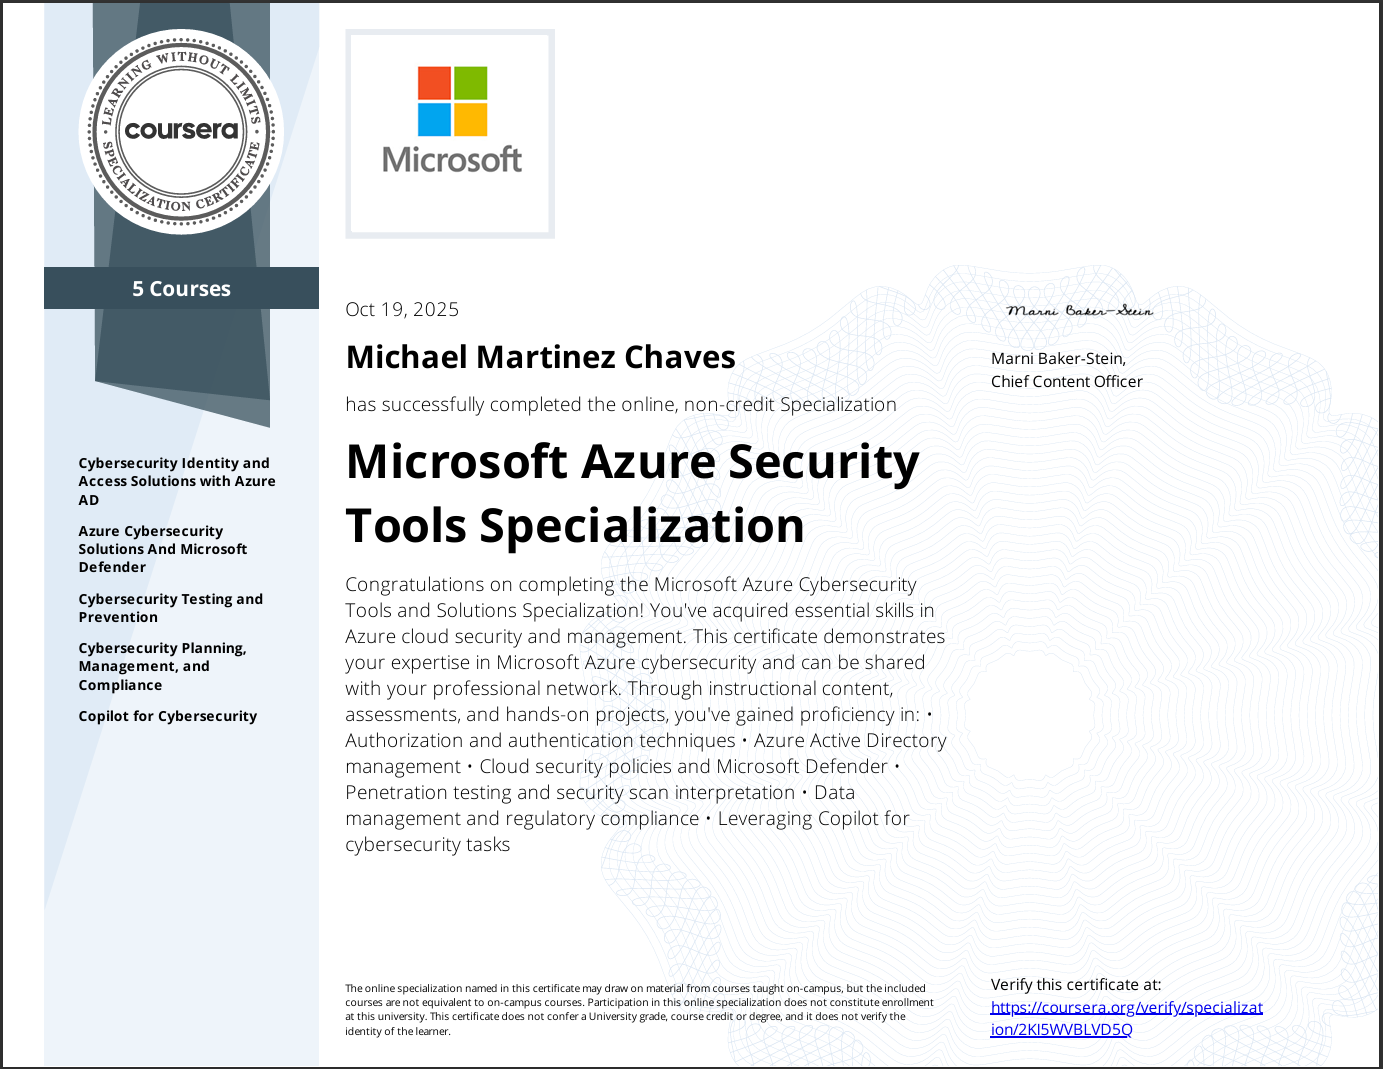 LEARNING WITHOUT LIMITS
coursera
SPECIALIZATION CERTIFICATE
5 Courses
Cybersecurity Identity and
Access Solutions with Azure
AD
Azure Cybersecurity
Solutions And Microsoft
Defender
Cybersecurity Testing and
Prevention
Cybersecurity Planning,
Management, and
Compliance
Copilot for Cybersecurity
Microsoft
Oct 19, 2025
Michael Martinez Chaves
has successfully completed the online, non-credit Specialization
Microsoft Azure Security
Tools Specialization
Congratulations on completing the Microsoft Azure Cybersecurity
Tools and Solutions Specialization! You've acquired essential skills in
Azure cloud security and management. This certificate demonstrates
your expertise in Microsoft Azure cybersecurity and can be shared
with your professional network. Through instructional content,
assessments, and hands-on projects, you've gained proficiency in: •
Authorization and authentication techniques • Azure Active Directory
management • Cloud security policies and Microsoft Defender •
Penetration testing and security scan interpretation • Data
management and regulatory compliance • Leveraging Copilot for
cybersecurity tasks
Marni Baker-Stein
Marni Baker-Stein,
Chief Content Officer
The online specialization named in this certificate may draw on material from courses taught on-campus, but the included
courses are not equivalent to on-campus courses. Participation in this online specialization does not constitute enrollment
at this university. This certificate does not confer a University grade, course credit or degree, and it does not verify the
identity of the learner.
Verify this certificate at:
https://coursera.org/verify/specializat
ion/2KI5WVBLVD5Q